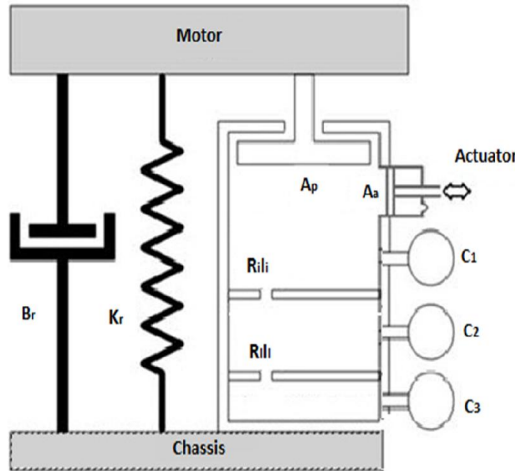 Motor
Actuator
Ap
Aa
C1
RiIi
Br
Kr
C2
RiIi
C3
Chassis